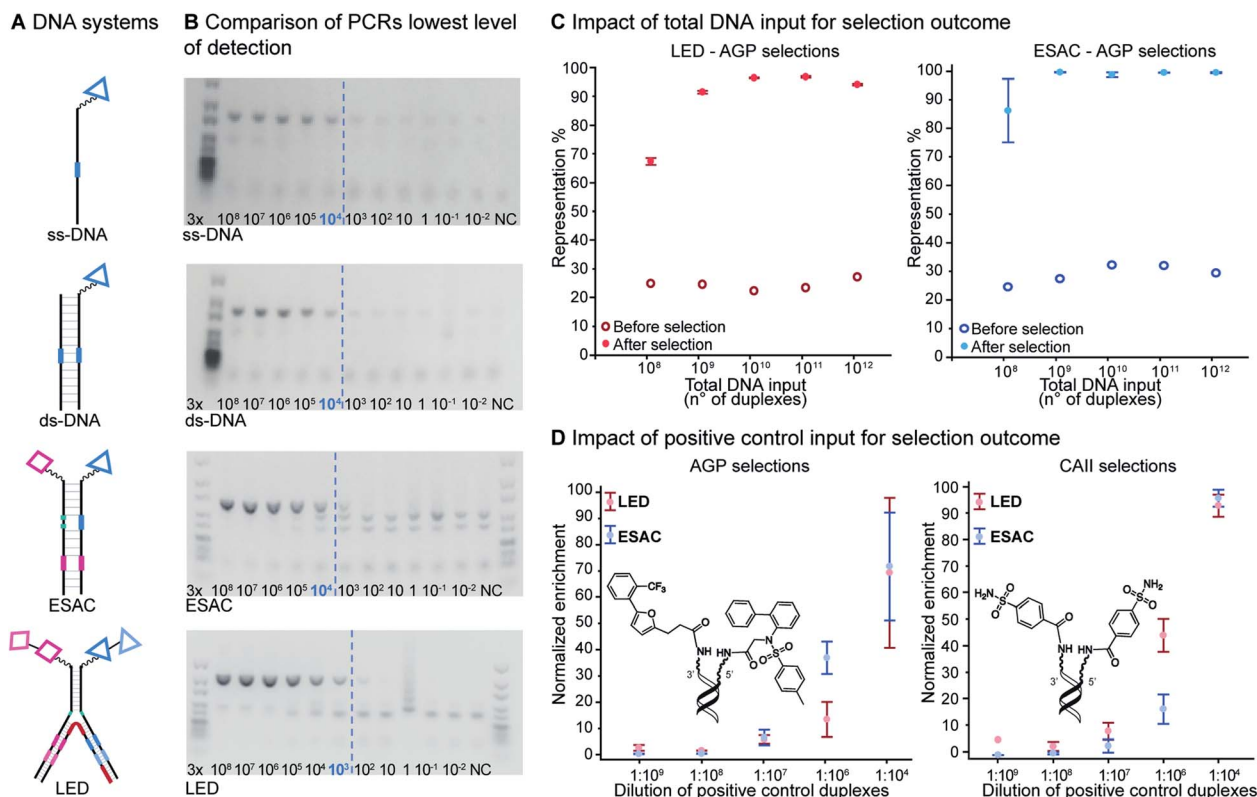 A DNA systems
ss-DNA
ds-DNA
ESAC
LED
B Comparison of PCRs lowest level
of detection
3x 10⁸ 10⁷ 10⁶ 10⁵ 10⁴ 10³ 10² 10 1 10⁻¹ 10⁻² NC
ss-DNA
3x 10⁸ 10⁷ 10⁶ 10⁵ 10⁴ 10³ 10² 10 1 10⁻¹ 10⁻² NC
ds-DNA
3x 10⁸ 10⁷ 10⁶ 10⁵ 10⁴ 10³ 10² 10 1 10⁻¹ 10⁻² NC
ESAC
3x 10⁸ 10⁷ 10⁶ 10⁵ 10⁴ 10³ 10² 10 1 10⁻¹ 10⁻² NC
LED
C Impact of total DNA input for selection outcome
LED - AGP selections
Representation %
100
90
80
70
60
50
40
30
20
10
0
Before selection
After selection
10⁸ 10⁹ 10¹⁰ 10¹¹ 10¹²
Total DNA input
(n° of duplexes)
ESAC - AGP selections
Representation %
100
90
80
70
60
50
40
30
20
10
0
Before selection
After selection
10⁸ 10⁹ 10¹⁰ 10¹¹ 10¹²
Total DNA input
(n° of duplexes)
D Impact of positive control input for selection outcome
AGP selections
Normalized enrichment
100
90
80
70
60
50
40
30
20
10
0
LED
ESAC
CF₃
O
O
NH
NH
O
N
O
S
O
3'
5'
1:10⁹ 1:10⁸ 1:10⁷ 1:10⁶ 1:10⁴
Dilution of positive control duplexes
CAII selections
Normalized enrichment
100
90
80
70
60
50
40
30
20
10
0
LED
ESAC
H₂N
O
S
O
NH₂
O
S
O
O
NH
NH
O
3'
5'
1:10⁹ 1:10⁸ 1:10⁷ 1:10⁶ 1:10⁴
Dilution of positive control duplexes